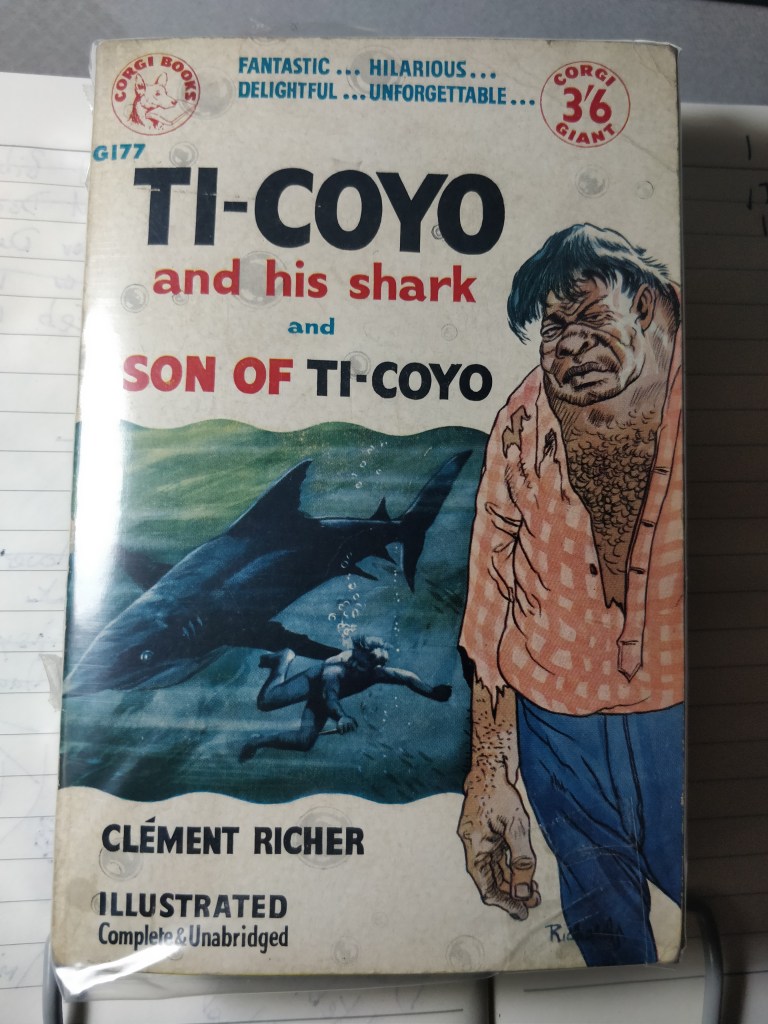 CORGI BOOKS
FANTASTIC ... HILARIOUS ...
DELIGHTFUL ... UNFORGETTABLE ...
CORGI
3'6
GIANT
G177
TI-COYO
and his shark
and
SON OF TI-COYO
CLÉMENT RICHER
ILLUSTRATED
Complete & Unabridged